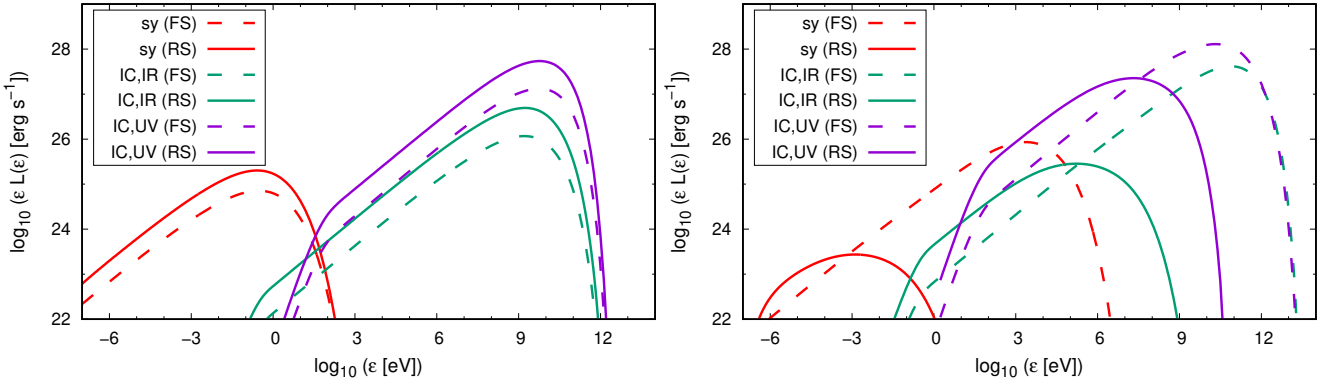 28
26
24
22
log₁₀ (ε L(ε) [erg s⁻¹])
sy (FS)
sy (RS)
IC,IR (FS)
IC,IR (RS)
IC,UV (FS)
IC,UV (RS)
−6 −3 0 3 6 9 12
log₁₀ (ε [eV])
28
26
24
22
log₁₀ (ε L(ε) [erg s⁻¹])
sy (FS)
sy (RS)
IC,IR (FS)
IC,IR (RS)
IC,UV (FS)
IC,UV (RS)
−6 −3 0 3 6 9 12
log₁₀ (ε [eV])